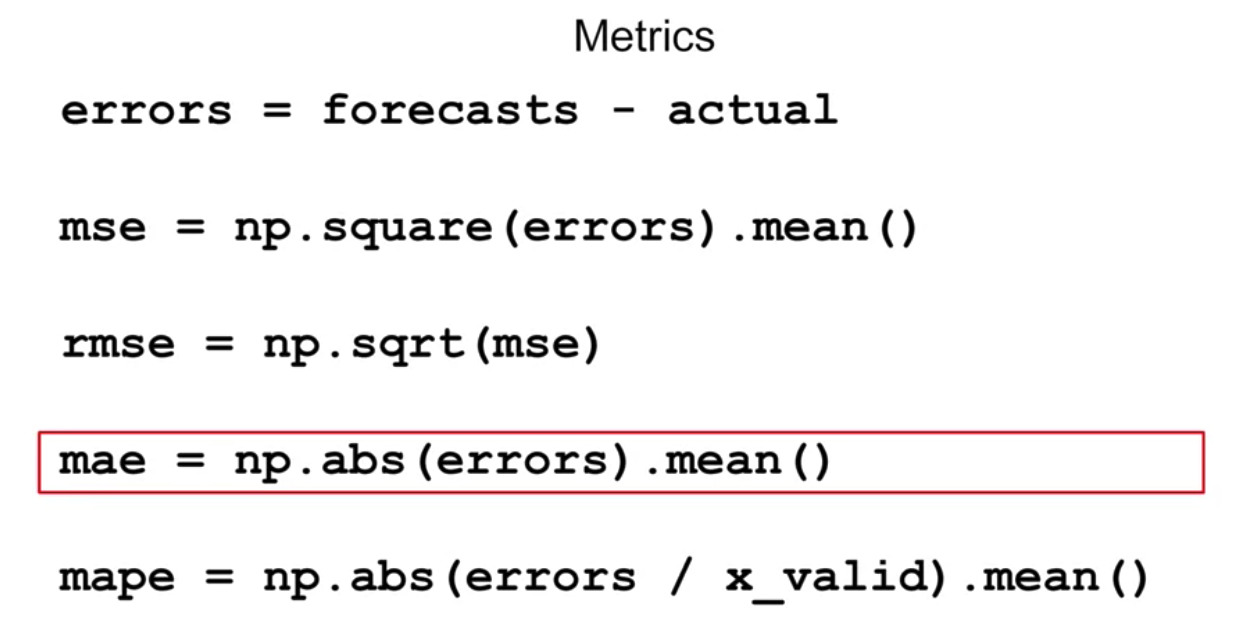 Metrics
errors = forecasts - actual
mse = np.square(errors).mean()
rmse = np.sqrt(mse)
mae = np.abs(errors).mean()
mape = np.abs(errors / x_valid).mean()